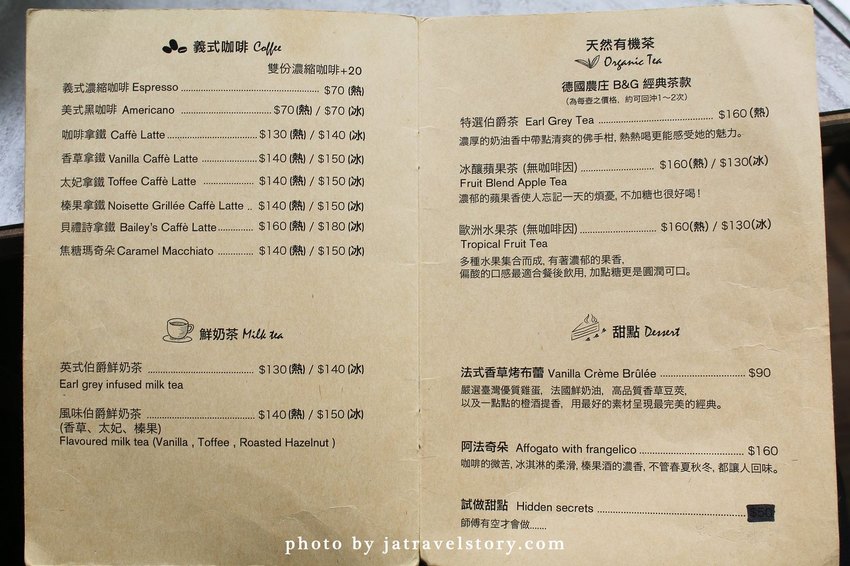 義式咖啡 Coffee
雙份濃縮咖啡+20
義式濃縮咖啡 Espresso ........ $70 (熱)
美式黑咖啡 Americano ........ $70(熱) / $70 (冰)
咖啡拿鐵 Caffè Latte ........ $130 (熱) / $140 (冰)
香草拿鐵 Vanilla Caffè Latte ........ $140 (熱) / $150 (冰)
太妃拿鐵 Toffee Caffè Latte ........ $140 (熱) / $150 (冰)
榛果拿鐵 Noisette Grillée Caffè Latte .. $140 (熱) / $150 (冰)
貝禮詩拿鐵 Bailey's Caffè Latte ........ $160 (熱) / $180 (冰)
焦糖瑪奇朵 Caramel Macchiato ........ $140 (熱) / $150 (冰)
鮮奶茶 Milk tea
英式伯爵鮮奶茶 ........ $130 (熱) / $140 (冰)
Earl grey infused milk tea
風味伯爵鮮奶茶 ........ $140 (熱) / $150 (冰)
(香草、太妃、榛果)
Flavoured milk tea (Vanilla , Toffee , Roasted Hazelnut )
天然有機茶
Organic Tea
德國農庄 B&G 經典茶款
(為每壺之價格，約可回沖1～2次)
特選伯爵茶 Earl Grey Tea ........ $160 (熱)
濃厚的奶油香中帶點清爽的佛手柑, 熱熱喝更能感受她的魅力。
冰釀蘋果茶 (無咖啡因) ........ $160(熱) / $130(冰)
Fruit Blend Apple Tea
濃郁的蘋果香使人忘記一天的煩憂, 不加糖也很好喝！
歐洲水果茶 (無咖啡因) ........ $160(熱) / $130(冰)
Tropical Fruit Tea
多種水果集合而成, 有著濃郁的果香,
偏酸的口感最適合餐後飲用, 加點糖更是圓潤可口。
甜點 Dessert
法式香草烤布蕾 Vanilla Crème Brûlée ........ $90
嚴選臺灣優質雞蛋，法國鮮奶油，高品質香草豆莢,
以及一點點的橙酒提香，用最好的素材呈現最完美的經典。
阿法奇朵 Affogato with frangelico ........ $160
咖啡的微苦, 冰淇淋的柔滑, 榛果酒的濃香, 不管春夏秋冬, 都讓人回味。
試做甜點 Hidden secrets ........ $50
師傅有空才會做.......
photo by jatravelstory.com